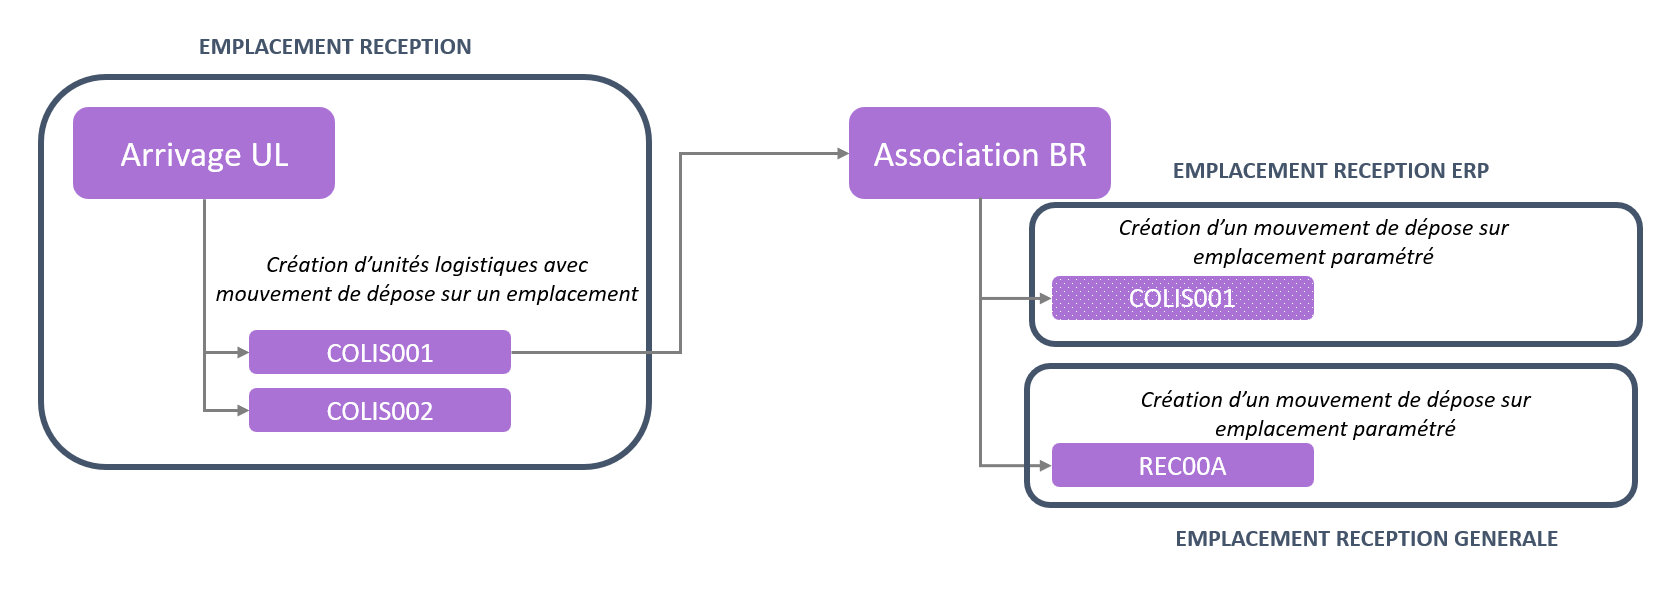 EMPLACEMENT RECEPTION
Arrivage UL
Création d’unités logistiques avec
mouvement de dépose sur un emplacement
COLIS001
COLIS002
Association BR
EMPLACEMENT RECEPTION ERP
Création d’un mouvement de dépose sur
emplacement paramétré
COLIS001
Création d’un mouvement de dépose sur
emplacement paramétré
REC00A
EMPLACEMENT RECEPTION GENERALE